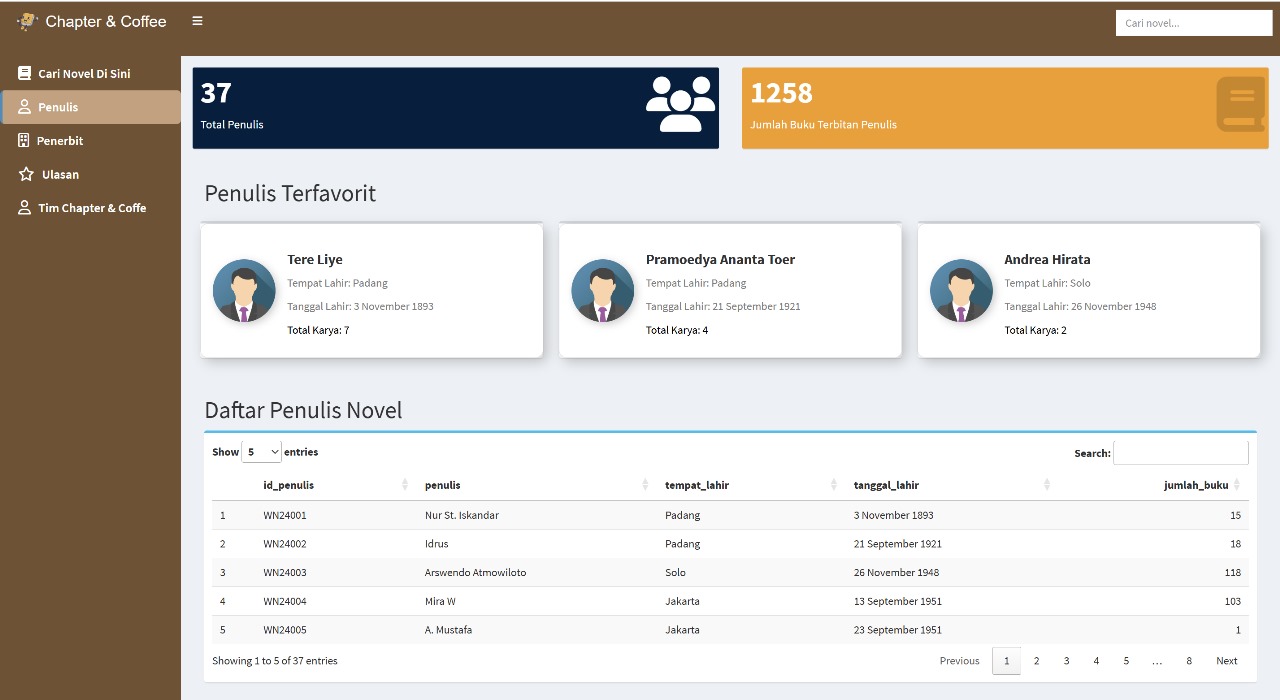 Chapter & Coffee
Cari novel...
Cari Novel Di Sini
Penulis
Penerbit
Ulasan
Tim Chapter & Coffe
37
Total Penulis
1258
Jumlah Buku Terbitan Penulis
Penulis Terfavorit
Tere Liye
Tempat Lahir: Padang
Tanggal Lahir: 3 November 1893
Total Karya: 7
Pramoedya Ananta Toer
Tempat Lahir: Padang
Tanggal Lahir: 21 September 1921
Total Karya: 4
Andrea Hirata
Tempat Lahir: Solo
Tanggal Lahir: 26 November 1948
Total Karya: 2
Daftar Penulis Novel
Show 5 entries
Search:
id_penulis penulis tempat_lahir tanggal_lahir jumlah_buku
1 WN24001 Nur St. Iskandar Padang 3 November 1893 15
2 WN24002 Idrus Padang 21 September 1921 18
3 WN24003 Arswendo Atmowiloto Solo 26 November 1948 118
4 WN24004 Mira W Jakarta 13 September 1951 103
5 WN24005 A. Mustafa Jakarta 23 September 1951 1
Showing 1 to 5 of 37 entries
Previous 1 2 3 4 5 … 8 Next